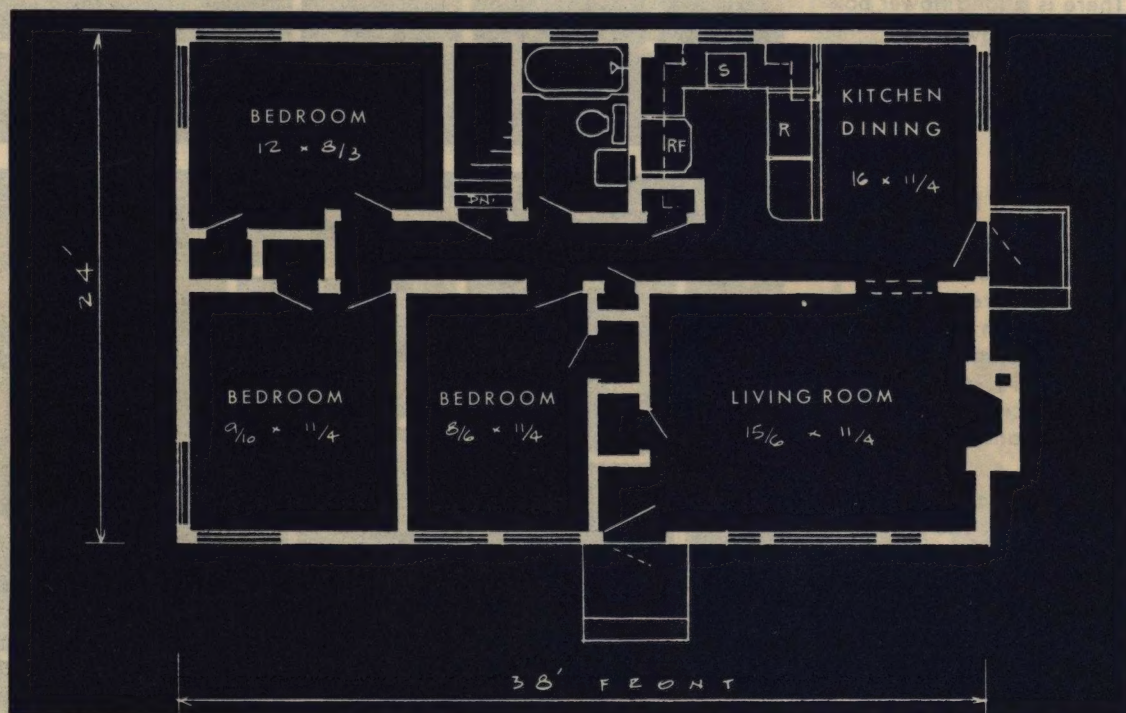 BEDROOM
12 x 8/3
DN.
S
RF
R
KITCHEN
DINING
16 x 11/4
24'
BEDROOM
9/10 x 11/4
BEDROOM
8/6 x 11/4
LIVING ROOM
15/6 x 11/4
38' FRONT